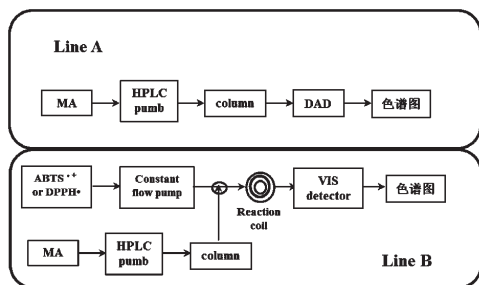 Line A
MA
HPLC
pumb
column
DAD
色谱图
ABTS·+
or DPPH•
Constant
flow pump
Reaction
coil
VIS
detector
色谱图
MA
HPLC
pumb
column
Line B